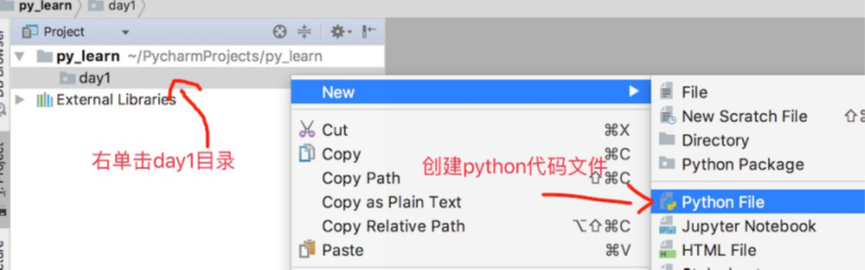 py_learn day1
Project
py_learn ~/PycharmProjects/py_learn
day1
External Libraries
右单击day1目录
New
Cut ⌘X
Copy ⌘C
Copy Path ⇧⌘C
Copy as Plain Text
Copy Relative Path ⌥⇧⌘C
Paste ⌘V
创建python代码文件
File
New Scratch File
Directory
Python Package
Python File
Jupyter Notebook
HTML File